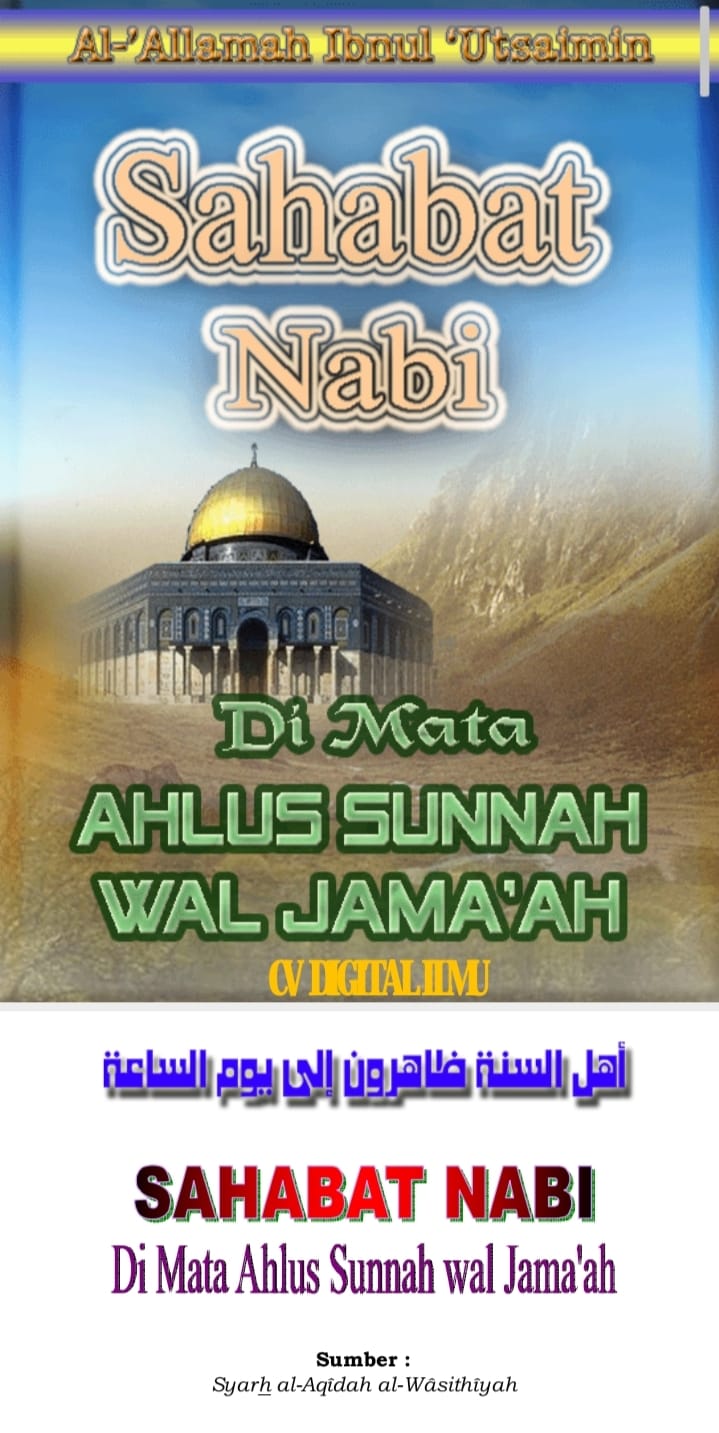 Al-'Allamah Ibnul 'Utsaimin
Sahabat
Nabi
Di Mata
AHLUS SUNNAH
WAL JAMA'AH
CV DIGITAL ILMU
أهل السنة ظاهرون إلى يوم الساعة
SAHABAT NABI
Di Mata Ahlus Sunnah wal Jama'ah
Sumber :
Syarẖ al-Aqîdah al-Wâsithîyah